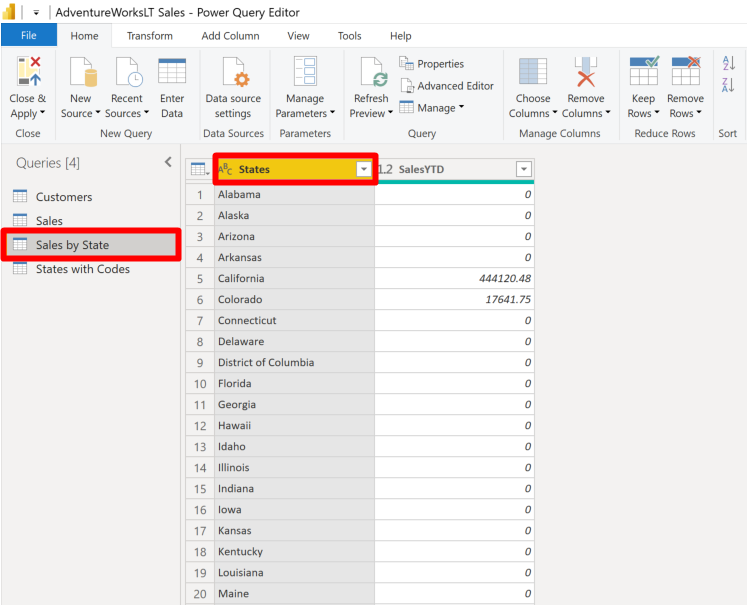 AdventureWorksLT Sales - Power Query Editor
File Home Transform Add Column View Tools Help
Close & Apply
New Source
Recent Sources
Enter Data
Data source settings
Manage Parameters
Refresh Preview
Properties
Advanced Editor
Manage
Choose Columns
Remove Columns
Keep Rows
Remove Rows
Close New Query Data Sources Parameters Query Manage Columns Reduce Rows Sort
Queries [4]
Customers
Sales
Sales by State
States with Codes
ABC States 1.2 SalesYTD
1 Alabama 0
2 Alaska 0
3 Arizona 0
4 Arkansas 0
5 California 444120.48
6 Colorado 17641.75
7 Connecticut 0
8 Delaware 0
9 District of Columbia 0
10 Florida 0
11 Georgia 0
12 Hawaii 0
13 Idaho 0
14 Illinois 0
15 Indiana 0
16 Iowa 0
17 Kansas 0
18 Kentucky 0
19 Louisiana 0
20 Maine 0